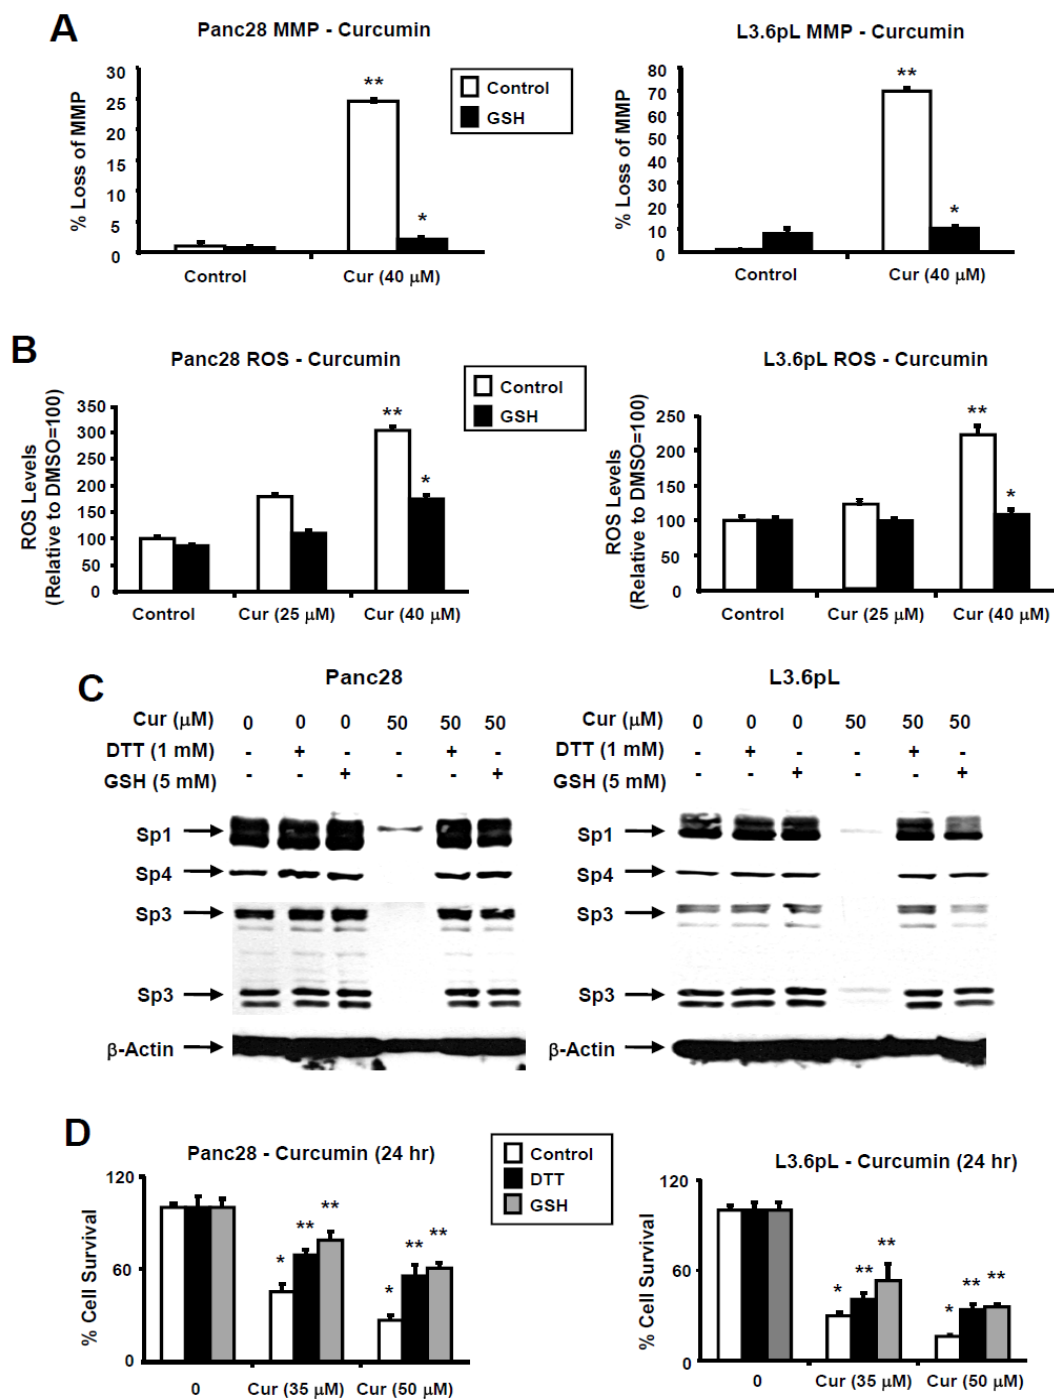 A
Panc28 MMP - Curcumin
L3.6pL MMP - Curcumin
% Loss of MMP
30
25
20
15
10
5
0
**
*
Control
Cur (40 μM)
Control
GSH
% Loss of MMP
80
70
60
50
40
30
20
10
0
**
*
Control
Cur (40 μM)
B
Panc28 ROS - Curcumin
L3.6pL ROS - Curcumin
ROS Levels
(Relative to DMSO=100)
350
300
250
200
150
100
50
0
**
*
Control
Cur (25 μM)
Cur (40 μM)
Control
GSH
ROS Levels
(Relative to DMSO=100)
250
200
150
100
50
0
**
*
Control
Cur (25 μM)
Cur (40 μM)
C
Panc28
L3.6pL
Cur (μM) 0 0 0 50 50 50
DTT (1 mM) - + - - + -
GSH (5 mM) - - + - - +
Sp1
Sp4
Sp3
Sp3
β-Actin
Cur (μM) 0 0 0 50 50 50
DTT (1 mM) - + - - + -
GSH (5 mM) - - + - - +
Sp1
Sp4
Sp3
Sp3
β-Actin
D
Panc28 - Curcumin (24 hr)
L3.6pL - Curcumin (24 hr)
% Cell Survival
120
60
0
*
**
**
*
**
**
0
Cur (35 μM)
Cur (50 μM)
Control
DTT
GSH
% Cell Survival
120
60
0
*
**
**
*
**
**
0
Cur (35 μM)
Cur (50 μM)